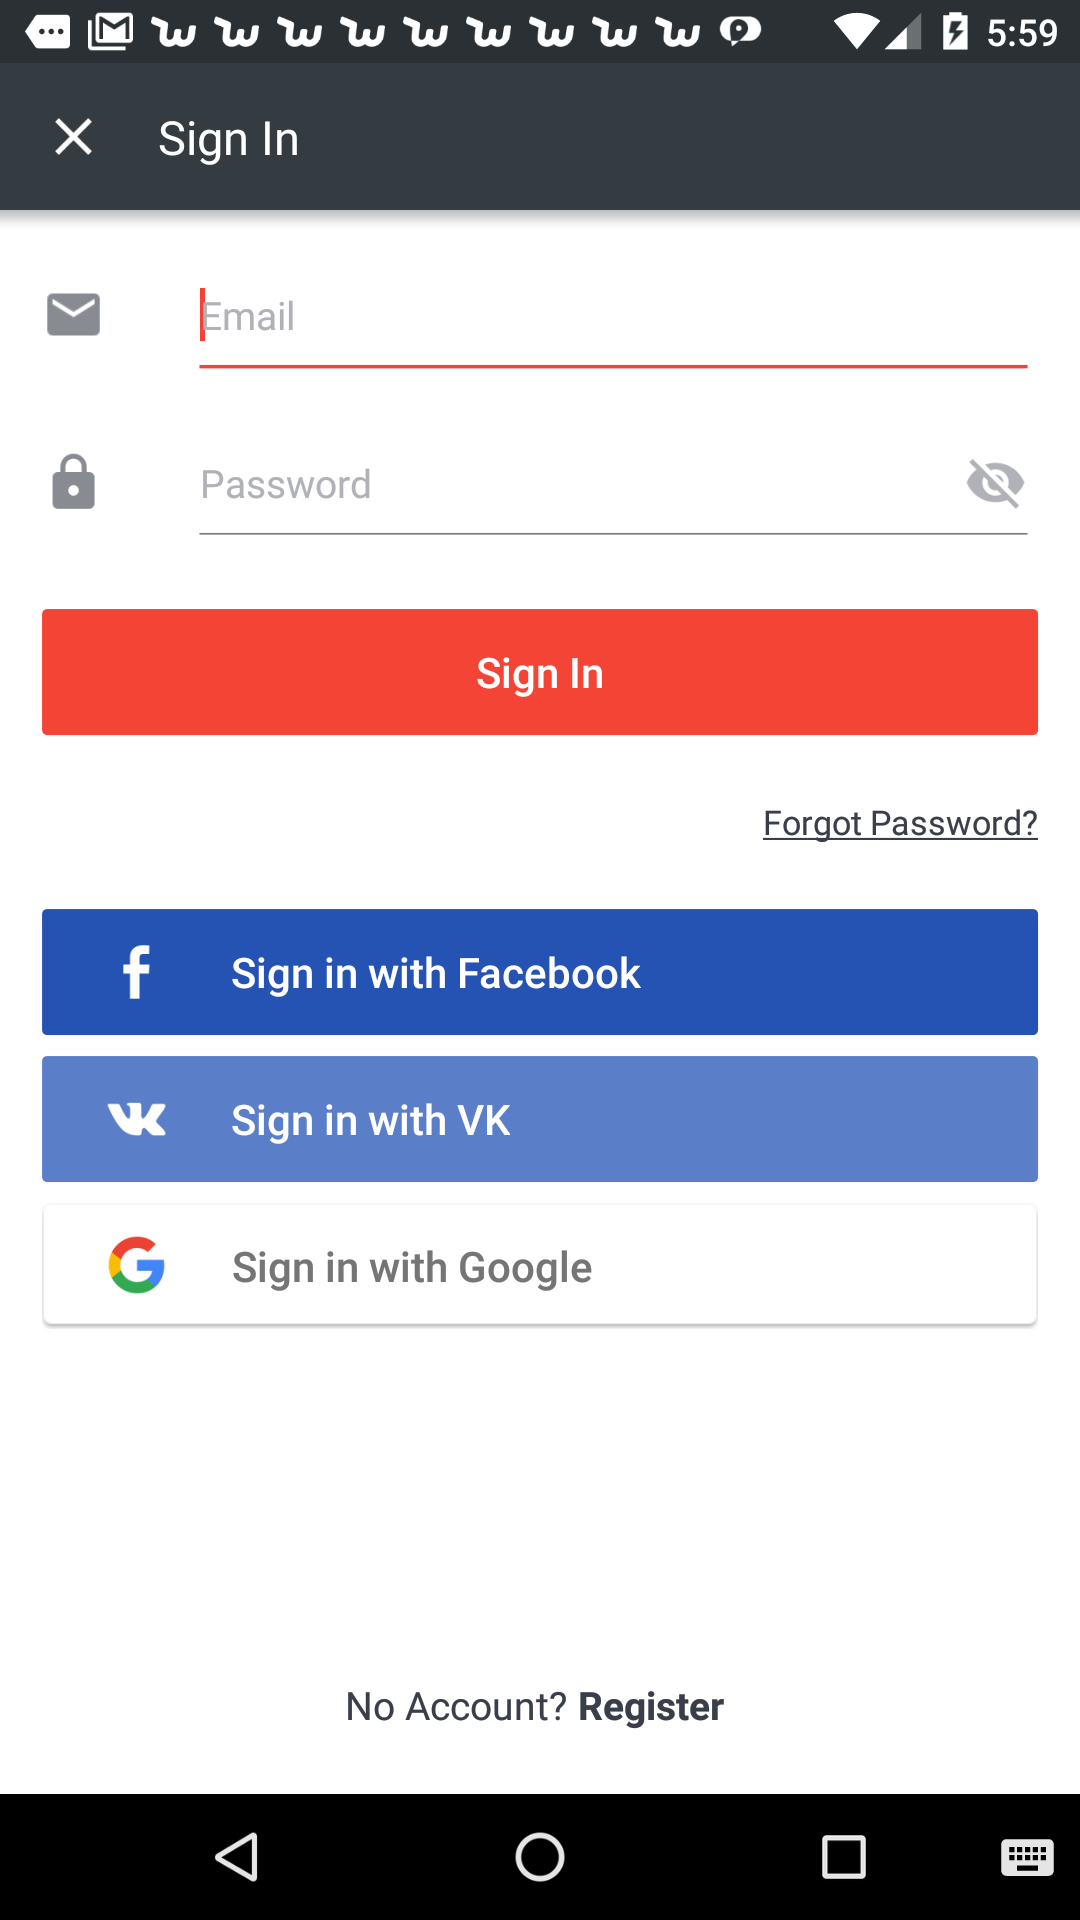 5:59
Sign In
Email
Password
Sign In
Forgot Password?
Sign in with Facebook
Sign in with VK
Sign in with Google
No Account? Register